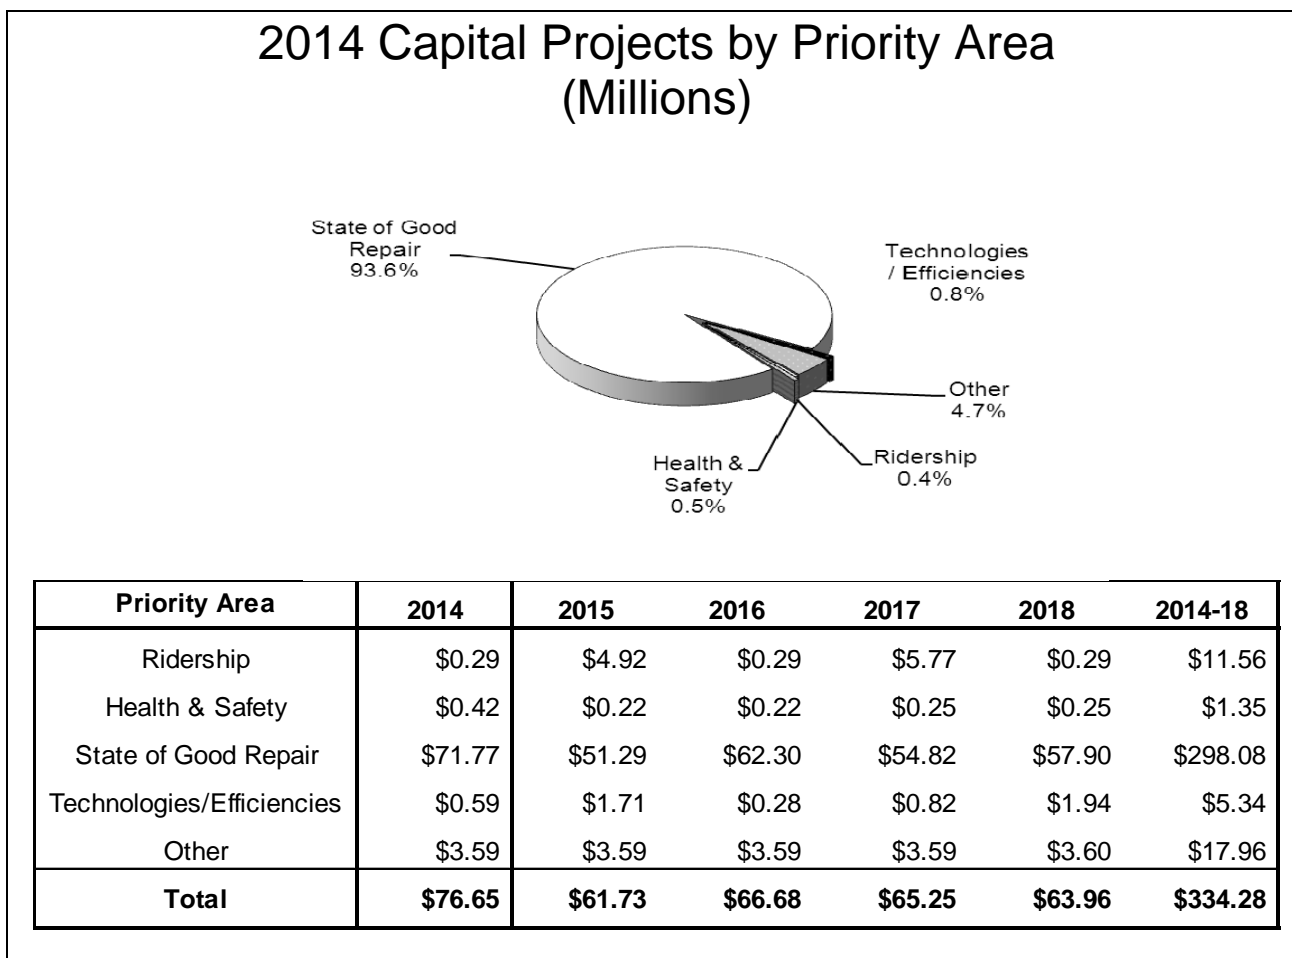 2014 Capital Projects by Priority Area
(Millions)
State of Good
Repair
93.6%
Technologies
/ Efficiencies
0.8%
Other
4.7%
Ridership
0.4%
Health &
Safety
0.5%
Priority Area 2014 2015 2016 2017 2018 2014-18
Ridership $0.29 $4.92 $0.29 $5.77 $0.29 $11.56
Health & Safety $0.42 $0.22 $0.22 $0.25 $0.25 $1.35
State of Good Repair $71.77 $51.29 $62.30 $54.82 $57.90 $298.08
Technologies/Efficiencies $0.59 $1.71 $0.28 $0.82 $1.94 $5.34
Other $3.59 $3.59 $3.59 $3.59 $3.60 $17.96
Total $76.65 $61.73 $66.68 $65.25 $63.96 $334.28